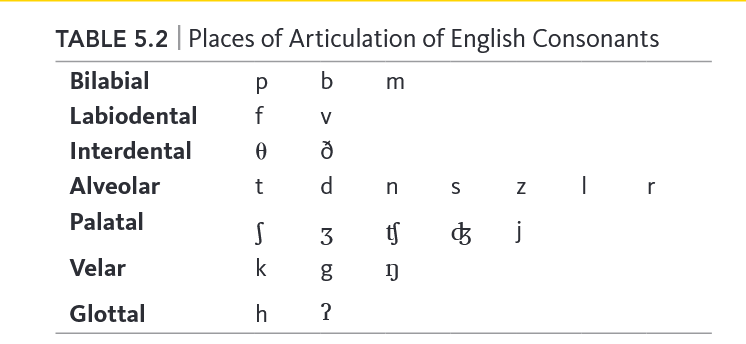 TABLE 5.2 | Places of Articulation of English Consonants
Bilabial p b m
Labiodental f v
Interdental θ ð
Alveolar t d n s z l r
Palatal ʃ ʒ ʧ ʤ j
Velar k g ŋ
Glottal h ʔ